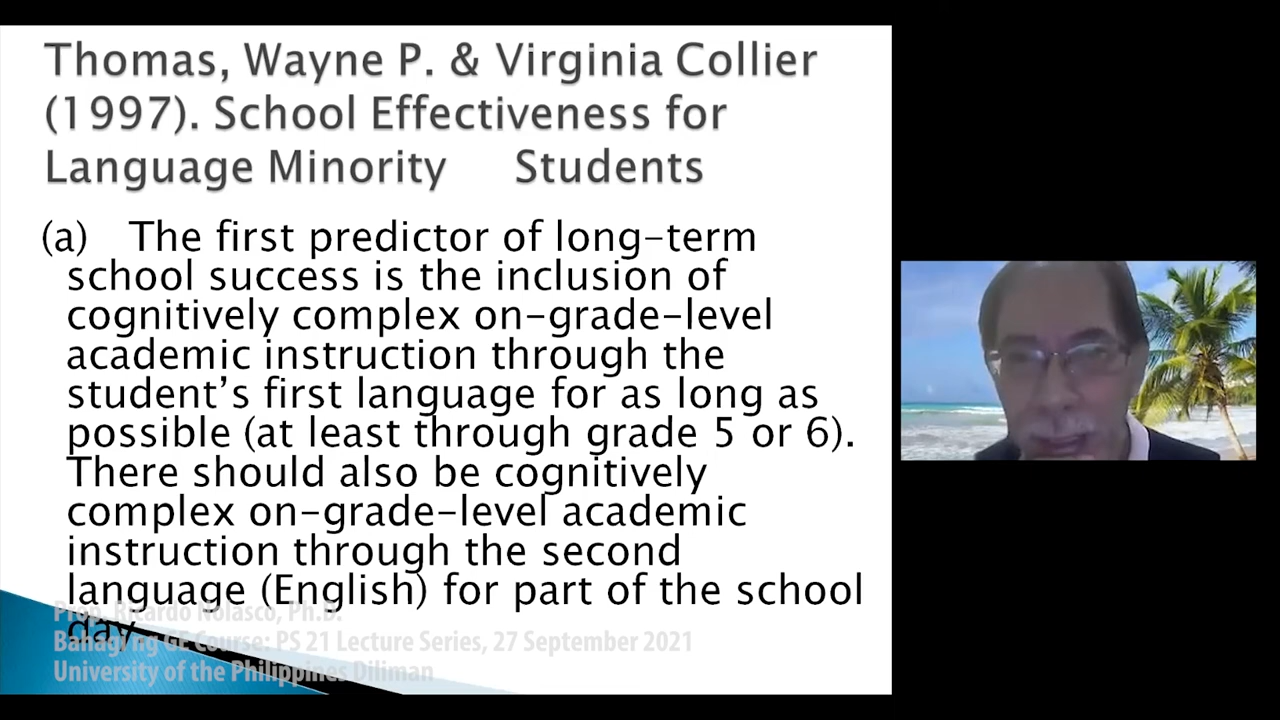 Thomas, Wayne P. & Virginia Collier
(1997). School Effectiveness for
Language Minority Students
(a) The first predictor of long-term
school success is the inclusion of
cognitively complex on-grade-level
academic instruction through the
student's first language for as long as
possible (at least through grade 5 or 6).
There should also be cognitively
complex on-grade-level academic
instruction through the second
language (English) for part of the school
day.
Prop. Ricardo Nolasco, Ph.D.
Bahagi ng GE Course: PS 21 Lecture Series, 27 September 2021
University of the Philippines Diliman